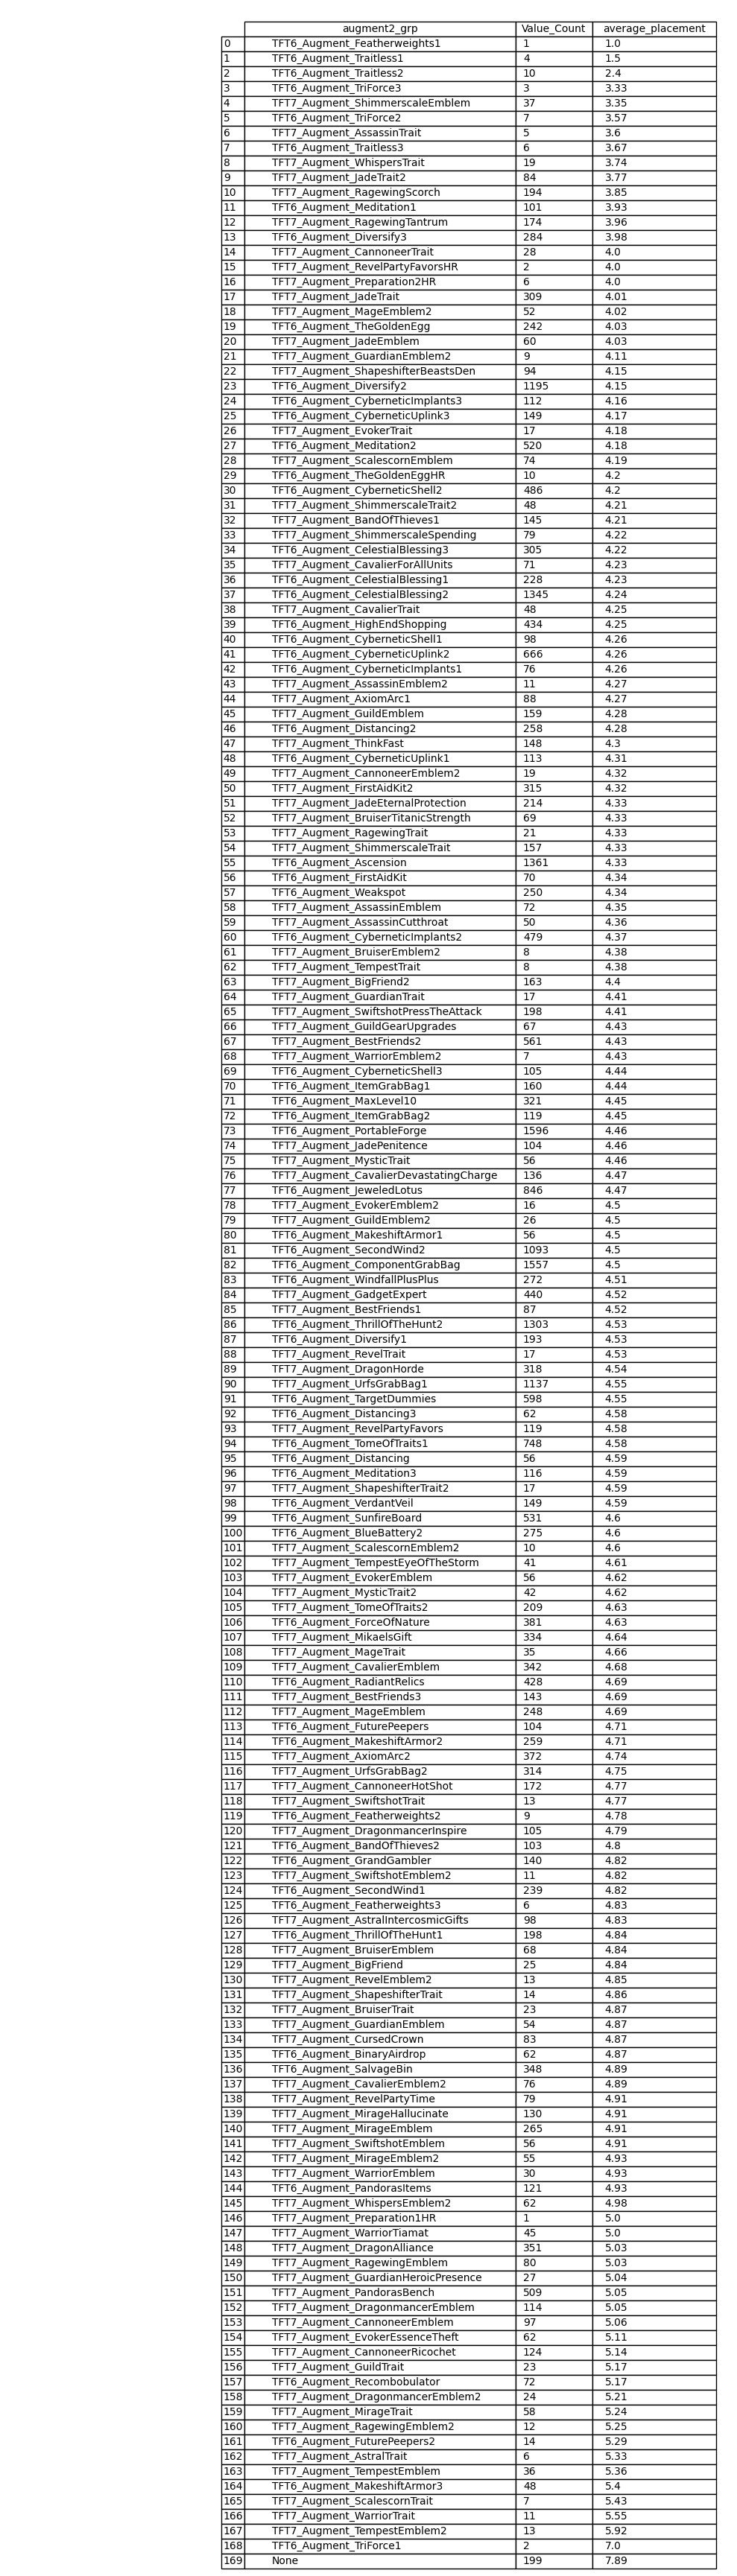 augment2_grp Value_Count average_placement
0 TFT6_Augment_Featherweights1 1 1.0
1 TFT6_Augment_Traitless1 4 1.5
2 TFT6_Augment_Traitless2 10 2.4
3 TFT6_Augment_TriForce3 3 3.33
4 TFT7_Augment_ShimmerscaleEmblem 37 3.35
5 TFT6_Augment_TriForce2 7 3.57
6 TFT7_Augment_AssassinTrait 5 3.6
7 TFT6_Augment_Traitless3 6 3.67
8 TFT7_Augment_WhispersTrait 19 3.74
9 TFT7_Augment_JadeTrait2 84 3.77
10 TFT7_Augment_RagewingScorch 194 3.85
11 TFT6_Augment_Meditation1 101 3.93
12 TFT7_Augment_RagewingTantrum 174 3.96
13 TFT6_Augment_Diversify3 284 3.98
14 TFT7_Augment_CannoneerTrait 28 4.0
15 TFT7_Augment_RevelPartyFavorsHR 2 4.0
16 TFT7_Augment_Preparation2HR 6 4.0
17 TFT7_Augment_JadeTrait 309 4.01
18 TFT7_Augment_MageEmblem2 52 4.02
19 TFT6_Augment_TheGoldenEgg 242 4.03
20 TFT7_Augment_JadeEmblem 60 4.03
21 TFT7_Augment_GuardianEmblem2 9 4.11
22 TFT7_Augment_ShapeshifterBeastsDen 94 4.15
23 TFT6_Augment_Diversify2 1195 4.15
24 TFT6_Augment_CyberneticImplants3 112 4.16
25 TFT6_Augment_CyberneticUplink3 149 4.17
26 TFT7_Augment_EvokerTrait 17 4.18
27 TFT6_Augment_Meditation2 520 4.18
28 TFT7_Augment_ScalescornEmblem 74 4.19
29 TFT6_Augment_TheGoldenEggHR 10 4.2
30 TFT6_Augment_CyberneticShell2 486 4.2
31 TFT7_Augment_ShimmerscaleTrait2 48 4.21
32 TFT7_Augment_BandOfThieves1 145 4.21
33 TFT7_Augment_ShimmerscaleSpending 79 4.22
34 TFT6_Augment_CelestialBlessing3 305 4.22
35 TFT7_Augment_CavalierForAllUnits 71 4.23
36 TFT6_Augment_CelestialBlessing1 228 4.23
37 TFT6_Augment_CelestialBlessing2 1345 4.24
38 TFT7_Augment_CavalierTrait 48 4.25
39 TFT6_Augment_HighEndShopping 434 4.25
40 TFT6_Augment_CyberneticShell1 98 4.26
41 TFT6_Augment_CyberneticUplink2 666 4.26
42 TFT6_Augment_CyberneticImplants1 76 4.26
43 TFT7_Augment_AssassinEmblem2 11 4.27
44 TFT7_Augment_AxiomArc1 88 4.27
45 TFT7_Augment_GuildEmblem 159 4.28
46 TFT6_Augment_Distancing2 258 4.28
47 TFT7_Augment_ThinkFast 148 4.3
48 TFT6_Augment_CyberneticUplink1 113 4.31
49 TFT7_Augment_CannoneerEmblem2 19 4.32
50 TFT7_Augment_FirstAidKit2 315 4.32
51 TFT7_Augment_JadeEternalProtection 214 4.33
52 TFT7_Augment_BruiserTitanicStrength 69 4.33
53 TFT7_Augment_RagewingTrait 21 4.33
54 TFT7_Augment_ShimmerscaleTrait 157 4.33
55 TFT6_Augment_Ascension 1361 4.33
56 TFT6_Augment_FirstAidKit 70 4.34
57 TFT6_Augment_Weakspot 250 4.34
58 TFT7_Augment_AssassinEmblem 72 4.35
59 TFT7_Augment_AssassinCutthroat 50 4.36
60 TFT6_Augment_CyberneticImplants2 479 4.37
61 TFT7_Augment_BruiserEmblem2 8 4.38
62 TFT7_Augment_TempestTrait 8 4.38
63 TFT7_Augment_BigFriend2 163 4.4
64 TFT7_Augment_GuardianTrait 17 4.41
65 TFT7_Augment_SwiftshotPressTheAttack 198 4.41
66 TFT7_Augment_GuildGearUpgrades 67 4.43
67 TFT7_Augment_BestFriends2 561 4.43
68 TFT7_Augment_WarriorEmblem2 7 4.43
69 TFT6_Augment_CyberneticShell3 105 4.44
70 TFT6_Augment_ItemGrabBag1 160 4.44
71 TFT7_Augment_MaxLevel10 321 4.45
72 TFT6_Augment_ItemGrabBag2 119 4.45
73 TFT6_Augment_PortableForge 1596 4.46
74 TFT7_Augment_JadePenitence 104 4.46
75 TFT7_Augment_MysticTrait 56 4.46
76 TFT7_Augment_CavalierDevastatingCharge 136 4.47
77 TFT6_Augment_JeweledLotus 846 4.47
78 TFT7_Augment_EvokerEmblem2 16 4.5
79 TFT7_Augment_GuildEmblem2 26 4.5
80 TFT6_Augment_MakeshiftArmor1 56 4.5
81 TFT6_Augment_SecondWind2 1093 4.5
82 TFT6_Augment_ComponentGrabBag 1557 4.5
83 TFT6_Augment_WindfallPlusPlus 272 4.51
84 TFT7_Augment_GadgetExpert 440 4.52
85 TFT7_Augment_BestFriends1 87 4.52
86 TFT6_Augment_ThrillOfTheHunt2 1303 4.53
87 TFT6_Augment_Diversify1 193 4.53
88 TFT7_Augment_RevelTrait 17 4.53
89 TFT7_Augment_DragonHorde 318 4.54
90 TFT7_Augment_UrfsGrabBag1 1137 4.55
91 TFT6_Augment_TargetDummies 598 4.55
92 TFT6_Augment_Distancing3 62 4.58
93 TFT7_Augment_RevelPartyFavors 119 4.58
94 TFT6_Augment_TomeOfTraits1 748 4.58
95 TFT6_Augment_Distancing 56 4.59
96 TFT6_Augment_Meditation3 116 4.59
97 TFT7_Augment_ShapeshifterTrait2 17 4.59
98 TFT6_Augment_VerdantVeil 149 4.59
99 TFT6_Augment_SunfireBoard 531 4.6
100 TFT6_Augment_BlueBattery2 275 4.6
101 TFT7_Augment_ScalescornEmblem2 10 4.6
102 TFT7_Augment_TempestEyeOfTheStorm 41 4.61
103 TFT7_Augment_EvokerEmblem 56 4.62
104 TFT7_Augment_MysticTrait2 42 4.62
105 TFT7_Augment_TomeOfTraits2 209 4.63
106 TFT6_Augment_ForceOfNature 381 4.63
107 TFT7_Augment_MikaelsGift 334 4.64
108 TFT7_Augment_MageTrait 35 4.66
109 TFT7_Augment_CavalierEmblem 342 4.68
110 TFT6_Augment_RadiantRelics 428 4.69
111 TFT7_Augment_BestFriends3 143 4.69
112 TFT7_Augment_MageEmblem 248 4.69
113 TFT6_Augment_FuturePeepers 104 4.71
114 TFT6_Augment_MakeshiftArmor2 259 4.71
115 TFT7_Augment_AxiomArc2 372 4.74
116 TFT7_Augment_UrfsGrabBag2 314 4.75
117 TFT7_Augment_CannoneerHotShot 172 4.77
118 TFT7_Augment_SwiftshotTrait 13 4.77
119 TFT6_Augment_Featherweights2 9 4.78
120 TFT7_Augment_DragonmancerInspire 105 4.79
121 TFT6_Augment_BandOfThieves2 103 4.8
122 TFT6_Augment_GrandGambler 140 4.82
123 TFT7_Augment_SwiftshotEmblem2 11 4.82
124 TFT6_Augment_SecondWind1 239 4.82
125 TFT6_Augment_Featherweights3 6 4.83
126 TFT7_Augment_AstralIntercosmicGifts 98 4.83
127 TFT6_Augment_ThrillOfTheHunt1 198 4.84
128 TFT7_Augment_BruiserEmblem 68 4.84
129 TFT7_Augment_BigFriend 25 4.84
130 TFT7_Augment_RevelEmblem2 13 4.85
131 TFT7_Augment_ShapeshifterTrait 14 4.86
132 TFT7_Augment_BruiserTrait 23 4.87
133 TFT7_Augment_GuardianEmblem 54 4.87
134 TFT7_Augment_CursedCrown 83 4.87
135 TFT6_Augment_BinaryAirdrop 62 4.87
136 TFT6_Augment_SalvageBin 348 4.89
137 TFT7_Augment_CavalierEmblem2 76 4.89
138 TFT7_Augment_RevelPartyTime 79 4.91
139 TFT7_Augment_MirageHallucinate 130 4.91
140 TFT7_Augment_MirageEmblem 265 4.91
141 TFT7_Augment_SwiftshotEmblem 56 4.91
142 TFT7_Augment_MirageEmblem2 55 4.93
143 TFT7_Augment_WarriorEmblem 30 4.93
144 TFT6_Augment_PandorasItems 121 4.93
145 TFT7_Augment_WhispersEmblem2 62 4.98
146 TFT7_Augment_Preparation1HR 1 5.0
147 TFT7_Augment_WarriorTiamat 45 5.0
148 TFT7_Augment_DragonAlliance 351 5.03
149 TFT7_Augment_RagewingEmblem 80 5.03
150 TFT7_Augment_GuardianHeroicPresence 27 5.04
151 TFT7_Augment_PandorasBench 509 5.05
152 TFT7_Augment_DragonmancerEmblem 114 5.05
153 TFT7_Augment_CannoneerEmblem 97 5.06
154 TFT7_Augment_EvokerEssenceTheft 62 5.11
155 TFT7_Augment_CannoneerRicochet 124 5.14
156 TFT7_Augment_GuildTrait 23 5.17
157 TFT6_Augment_Recombobulator 72 5.17
158 TFT7_Augment_DragonmancerEmblem2 24 5.21
159 TFT7_Augment_MirageTrait 58 5.24
160 TFT7_Augment_RagewingEmblem2 12 5.25
161 TFT6_Augment_FuturePeepers2 14 5.29
162 TFT7_Augment_AstralTrait 6 5.33
163 TFT7_Augment_TempestEmblem 36 5.36
164 TFT6_Augment_MakeshiftArmor3 48 5.4
165 TFT7_Augment_ScalescornTrait 7 5.43
166 TFT7_Augment_WarriorTrait 11 5.55
167 TFT7_Augment_TempestEmblem2 13 5.92
168 TFT6_Augment_TriForce1 2 7.0
169 None 199 7.89